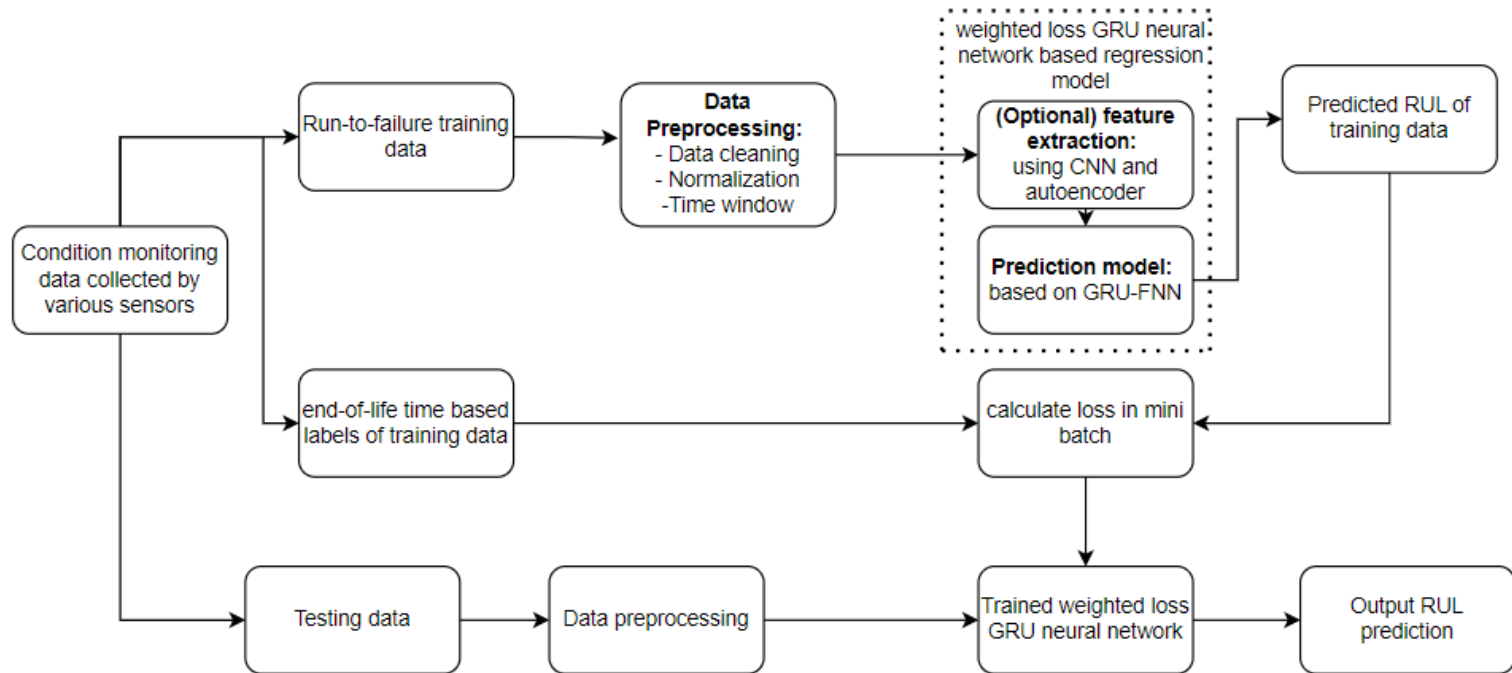 weighted loss GRU neural
network based regression
model
Run-to-failure training
data
Data
Preprocessing:
- Data cleaning
- Normalization
-Time window
(Optional) feature
extraction:
using CNN and
autoencoder
Predicted RUL of
training data
Condition monitoring
data collected by
various sensors
Prediction model:
based on GRU-FNN
end-of-life time based
labels of training data
calculate loss in mini
batch
Testing data
Data preprocessing
Trained weighted loss
GRU neural network
Output RUL
prediction